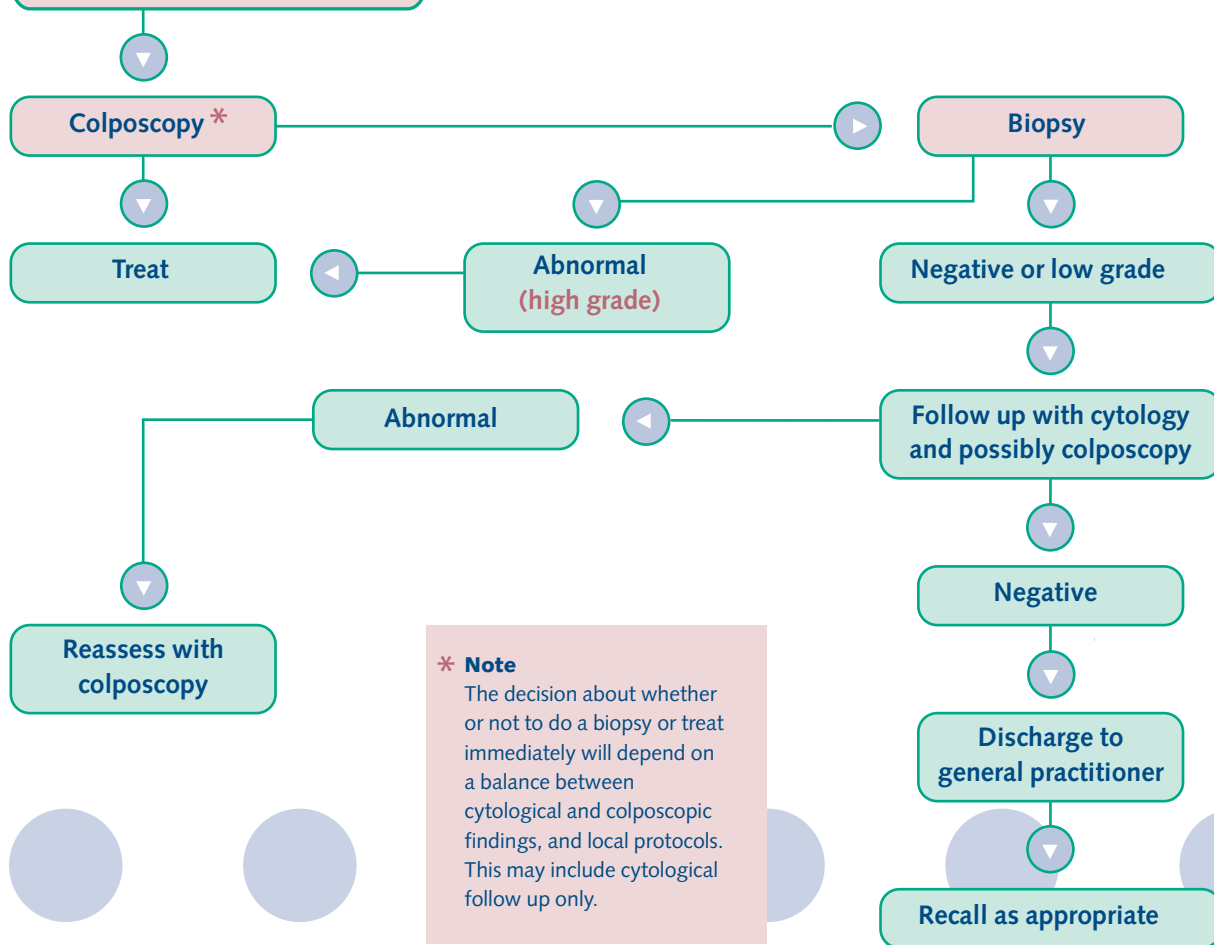 Colposcopy *
Biopsy
Treat
Abnormal
(high grade)
Negative or low grade
Abnormal
Follow up with cytology
and possibly colposcopy
Negative
Reassess with
colposcopy
* Note
The decision about whether
or not to do a biopsy or treat
immediately will depend on
a balance between
cytological and colposcopic
findings, and local protocols.
This may include cytological
follow up only.
Discharge to
general practitioner
Recall as appropriate